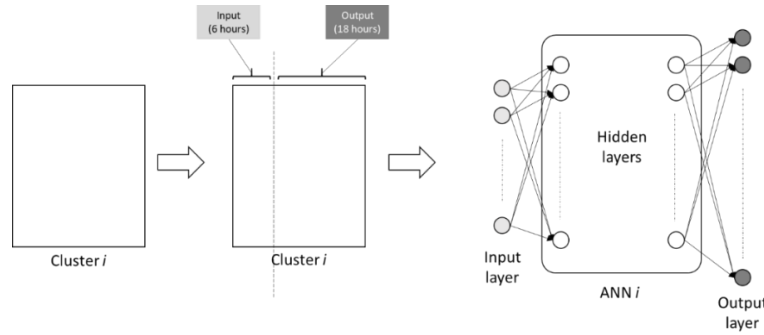 Input
(6 hours)
Output
(18 hours)
Cluster i
Cluster i
Hidden
layers
Input
layer
ANN i
Output
layer